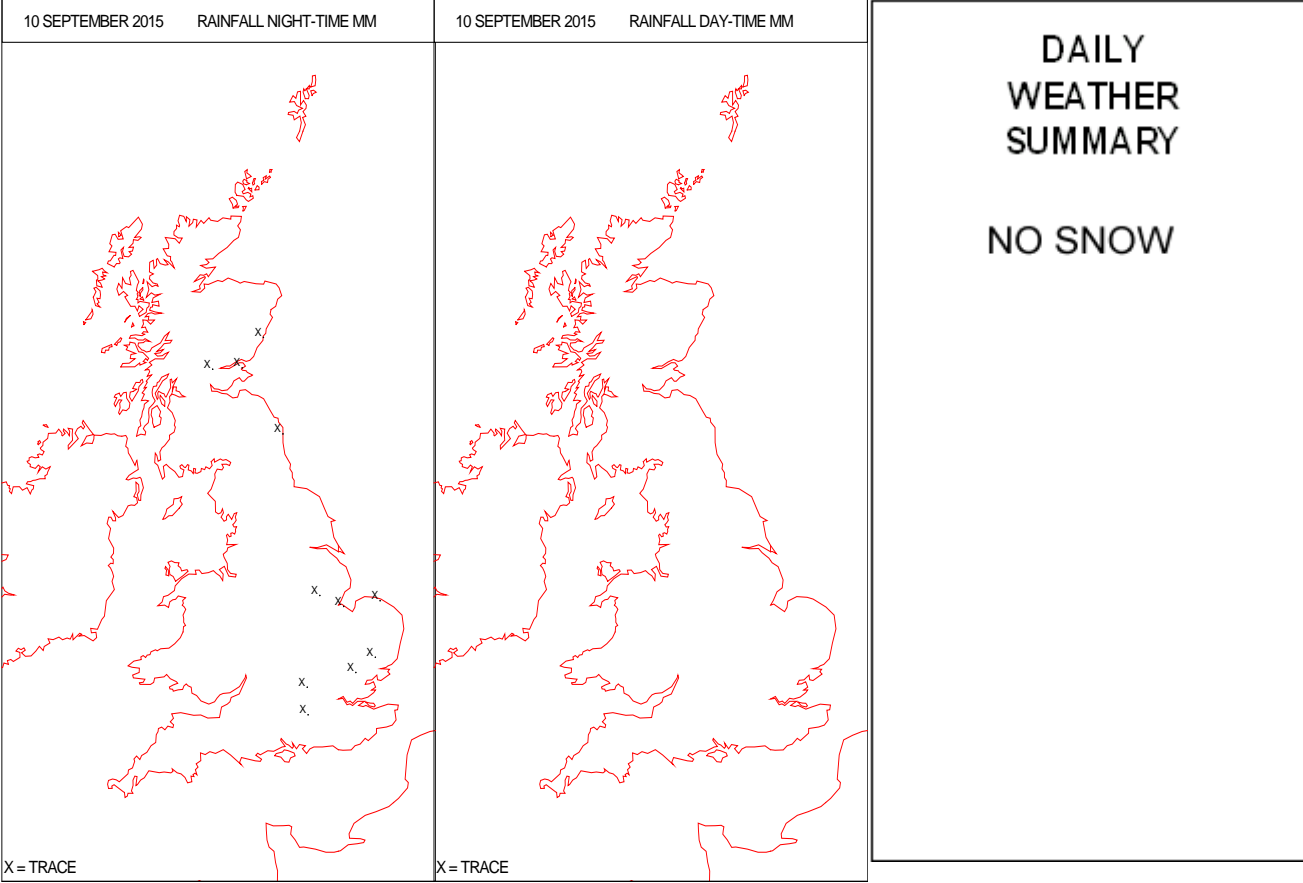 10 SEPTEMBER 2015 RAINFALL NIGHT-TIME MM
X.
X.
X.
X.
X.
X.
X.
X.
X.
X.
X.
X = TRACE
10 SEPTEMBER 2015 RAINFALL DAY-TIME MM
X = TRACE
DAILY
WEATHER
SUMMARY
NO SNOW